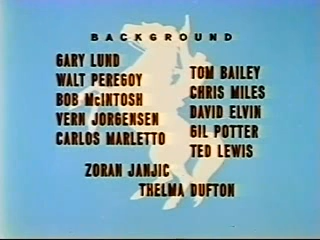 BACKGROUND
GARY LUND
WALT PEREGOY
BOB McINTOSH
VERN JORGENSEN
CARLOS MARLETTO
TOM BAILEY
CHRIS MILES
DAVID ELVIN
GIL POTTER
TED LEWIS
ZORAN JANJIC
THELMA DUFTON